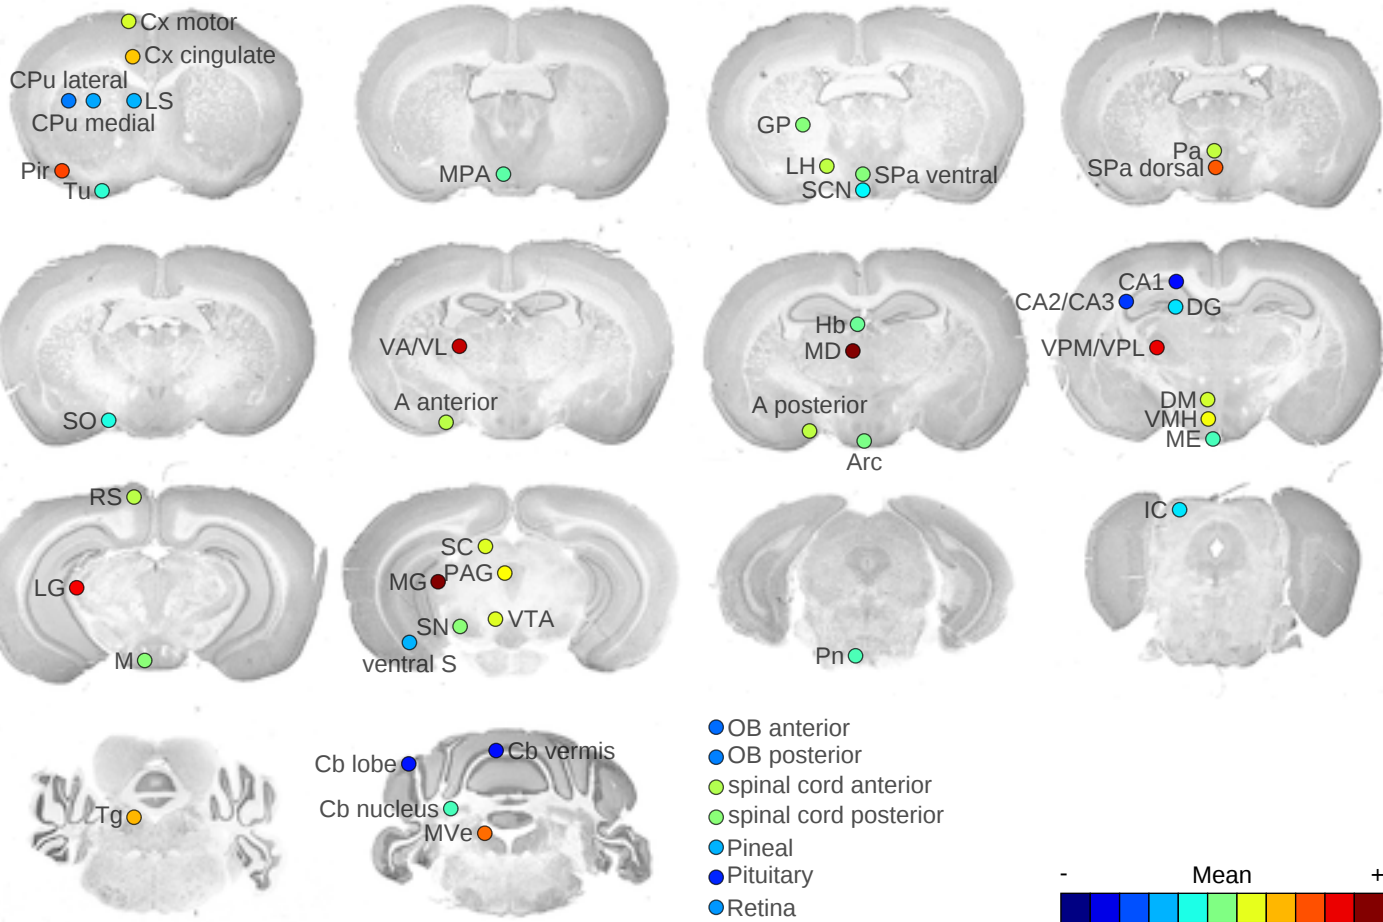 Cx motor
Cx cingulate
CPu lateral
LS
CPu medial
Pir
Tu
MPA
GP
LH
SPa ventral
SCN
Pa
SPa dorsal
SO
VA/VL
A anterior
Hb
MD
A posterior
Arc
CA1
CA2/CA3
DG
VPM/VPL
DM
VMH
ME
RS
LG
M
SC
MG
PAG
SN
VTA
ventral S
Pn
IC
Tg
Cb lobe
Cb vermis
Cb nucleus
MVe
OB anterior
OB posterior
spinal cord anterior
spinal cord posterior
Pineal
Pituitary
Retina
- Mean +